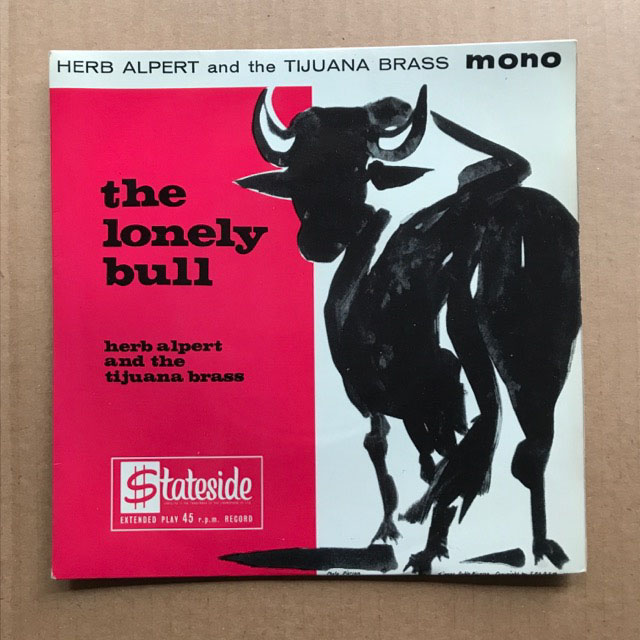 HERB ALPERT and the TIJUANA BRASS mono
the
lonely
bull
herb alpert
and the
tijuana brass
$tateside
EXTENDED PLAY 45 r.p.m. RECORD